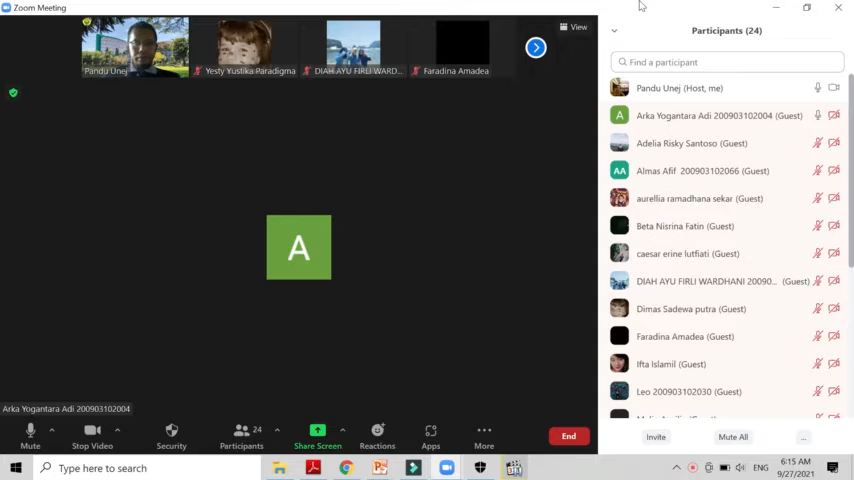 Zoom Meeting
View
Pandu Unej
Yesty Yustika Paradigma
DIAH AYU FIRLI WARD...
Faradina Amadea
A
Arka Yogantara Adi 200903102004
Participants (24)
Find a participant
Pandu Unej (Host, me)
A
Arka Yogantara Adi 200903102004 (Guest)
Adelia Risky Santoso (Guest)
AA
Almas Afif 200903102066 (Guest)
aurellia ramadhana sekar (Guest)
Beta Nisrina Fatin (Guest)
caesar erine lutfiati (Guest)
DIAH AYU FIRLI WARDHANI 20090... (Guest)
Dimas Sadewa putra (Guest)
Faradina Amadea (Guest)
Ifta Islamil (Guest)
Leo 200903102030 (Guest)
Invite
Mute All
...
Mute
Stop Video
Security
24
Participants
Share Screen
Reactions
Apps
More
End
Type here to search
ENG
6:15 AM
9/27/2021